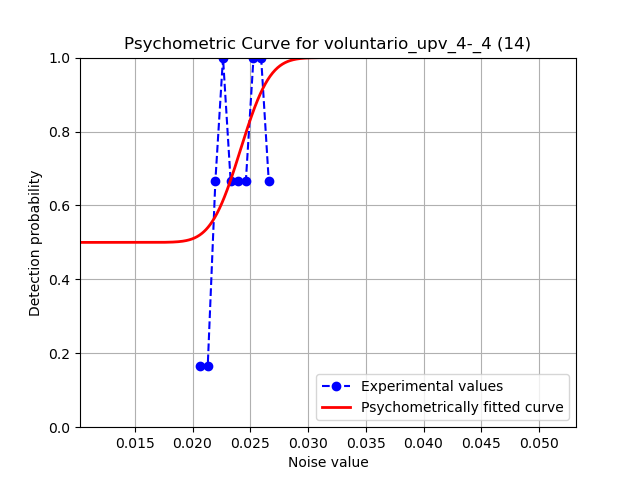 Psychometric Curve for voluntario_upv_4-_4 (14)
Detection probability
1.0
0.8
0.6
0.4
0.2
0.0
Experimental values
Psychometrically fitted curve
0.015 0.020 0.025 0.030 0.035 0.040 0.045 0.050
Noise value